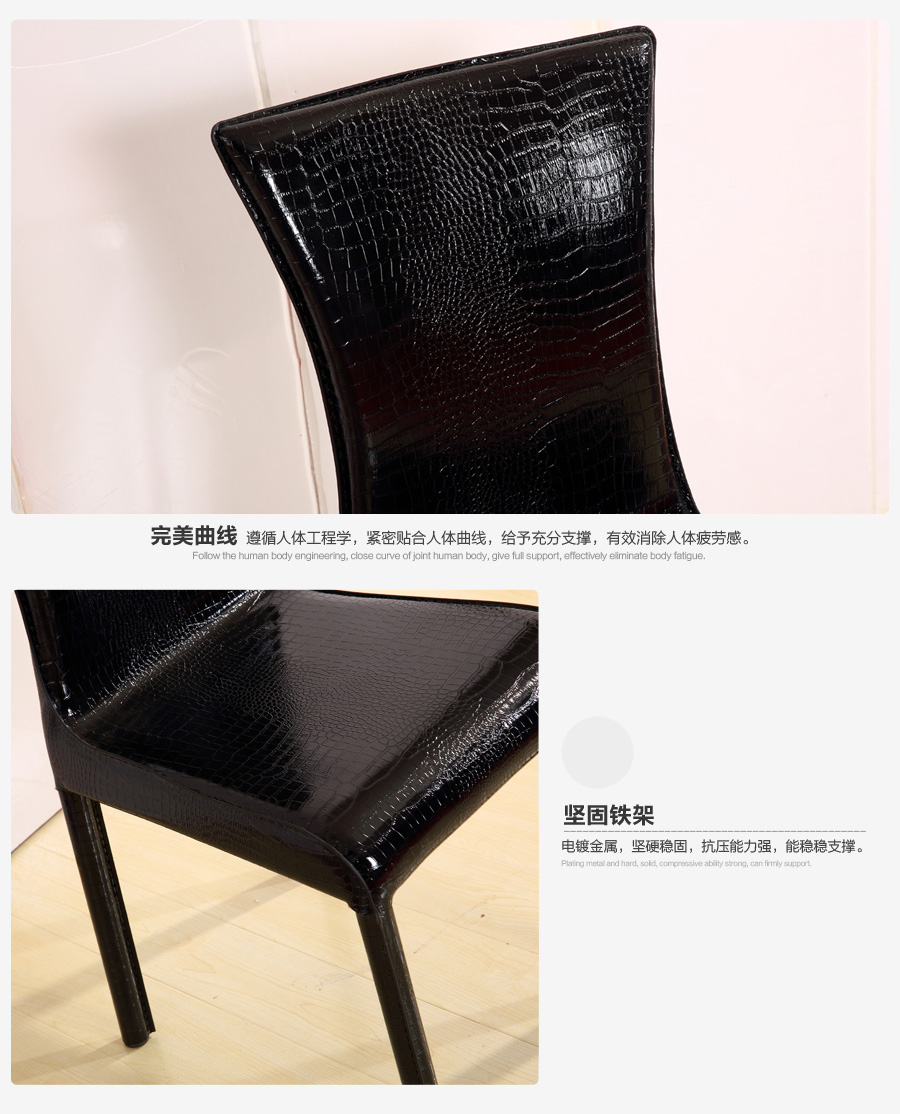 完美曲线 遵循人体工程学，紧密贴合人体曲线，给予充分支撑，有效消除人体疲劳感。
Follow the human body engineering, close curve of joint human body, give full support, effectively eliminate body fatigue.
坚固铁架
电镀金属，坚硬稳固，抗压能力强，能稳稳支撑。
Plating metal and hard, solid, compressive ability strong, can firmly support.